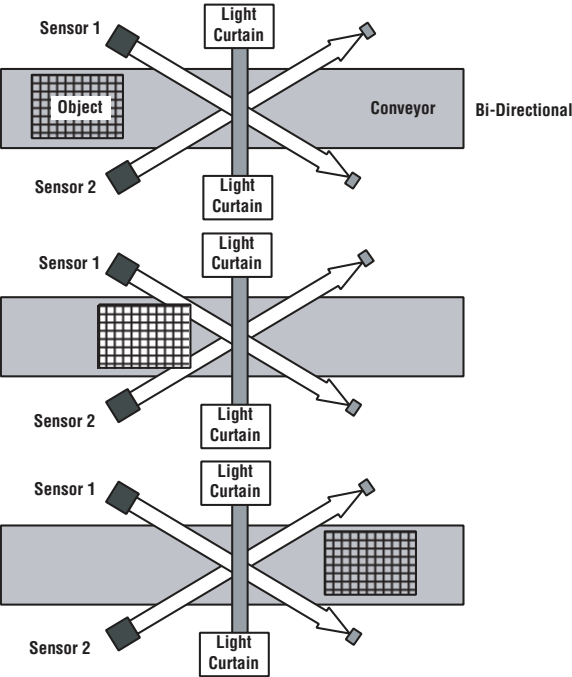 Sensor 1
Light
Curtain
Object
Conveyor
Bi-Directional
Sensor 2
Light
Curtain
Light
Curtain
Sensor 1
Sensor 2
Light
Curtain
Light
Curtain
Sensor 1
Sensor 2
Light
Curtain